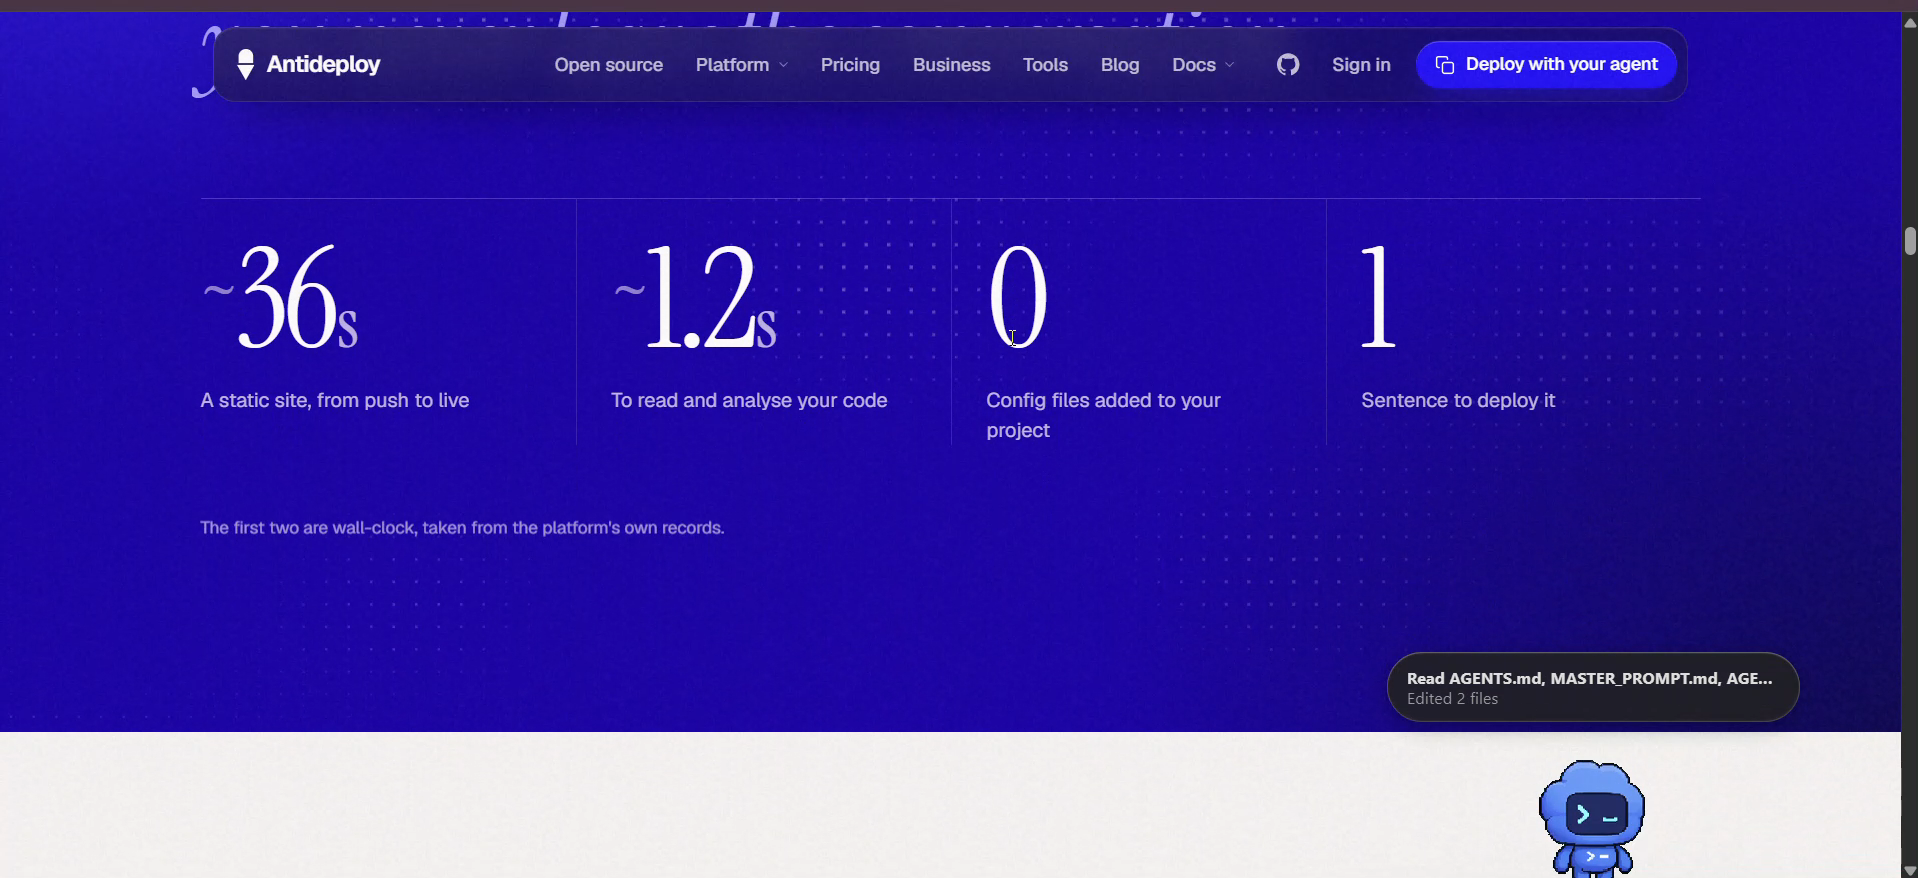 Antideploy
Open source
Platform
Pricing
Business
Tools
Blog
Docs
Sign in
Deploy with your agent
~36s
A static site, from push to live
~1.2s
To read and analyse your code
0
Config files added to your
project
1
Sentence to deploy it
The first two are wall-clock, taken from the platform's own records.
Read AGENTS.md, MASTER_PROMPT.md, AGE...
Edited 2 files